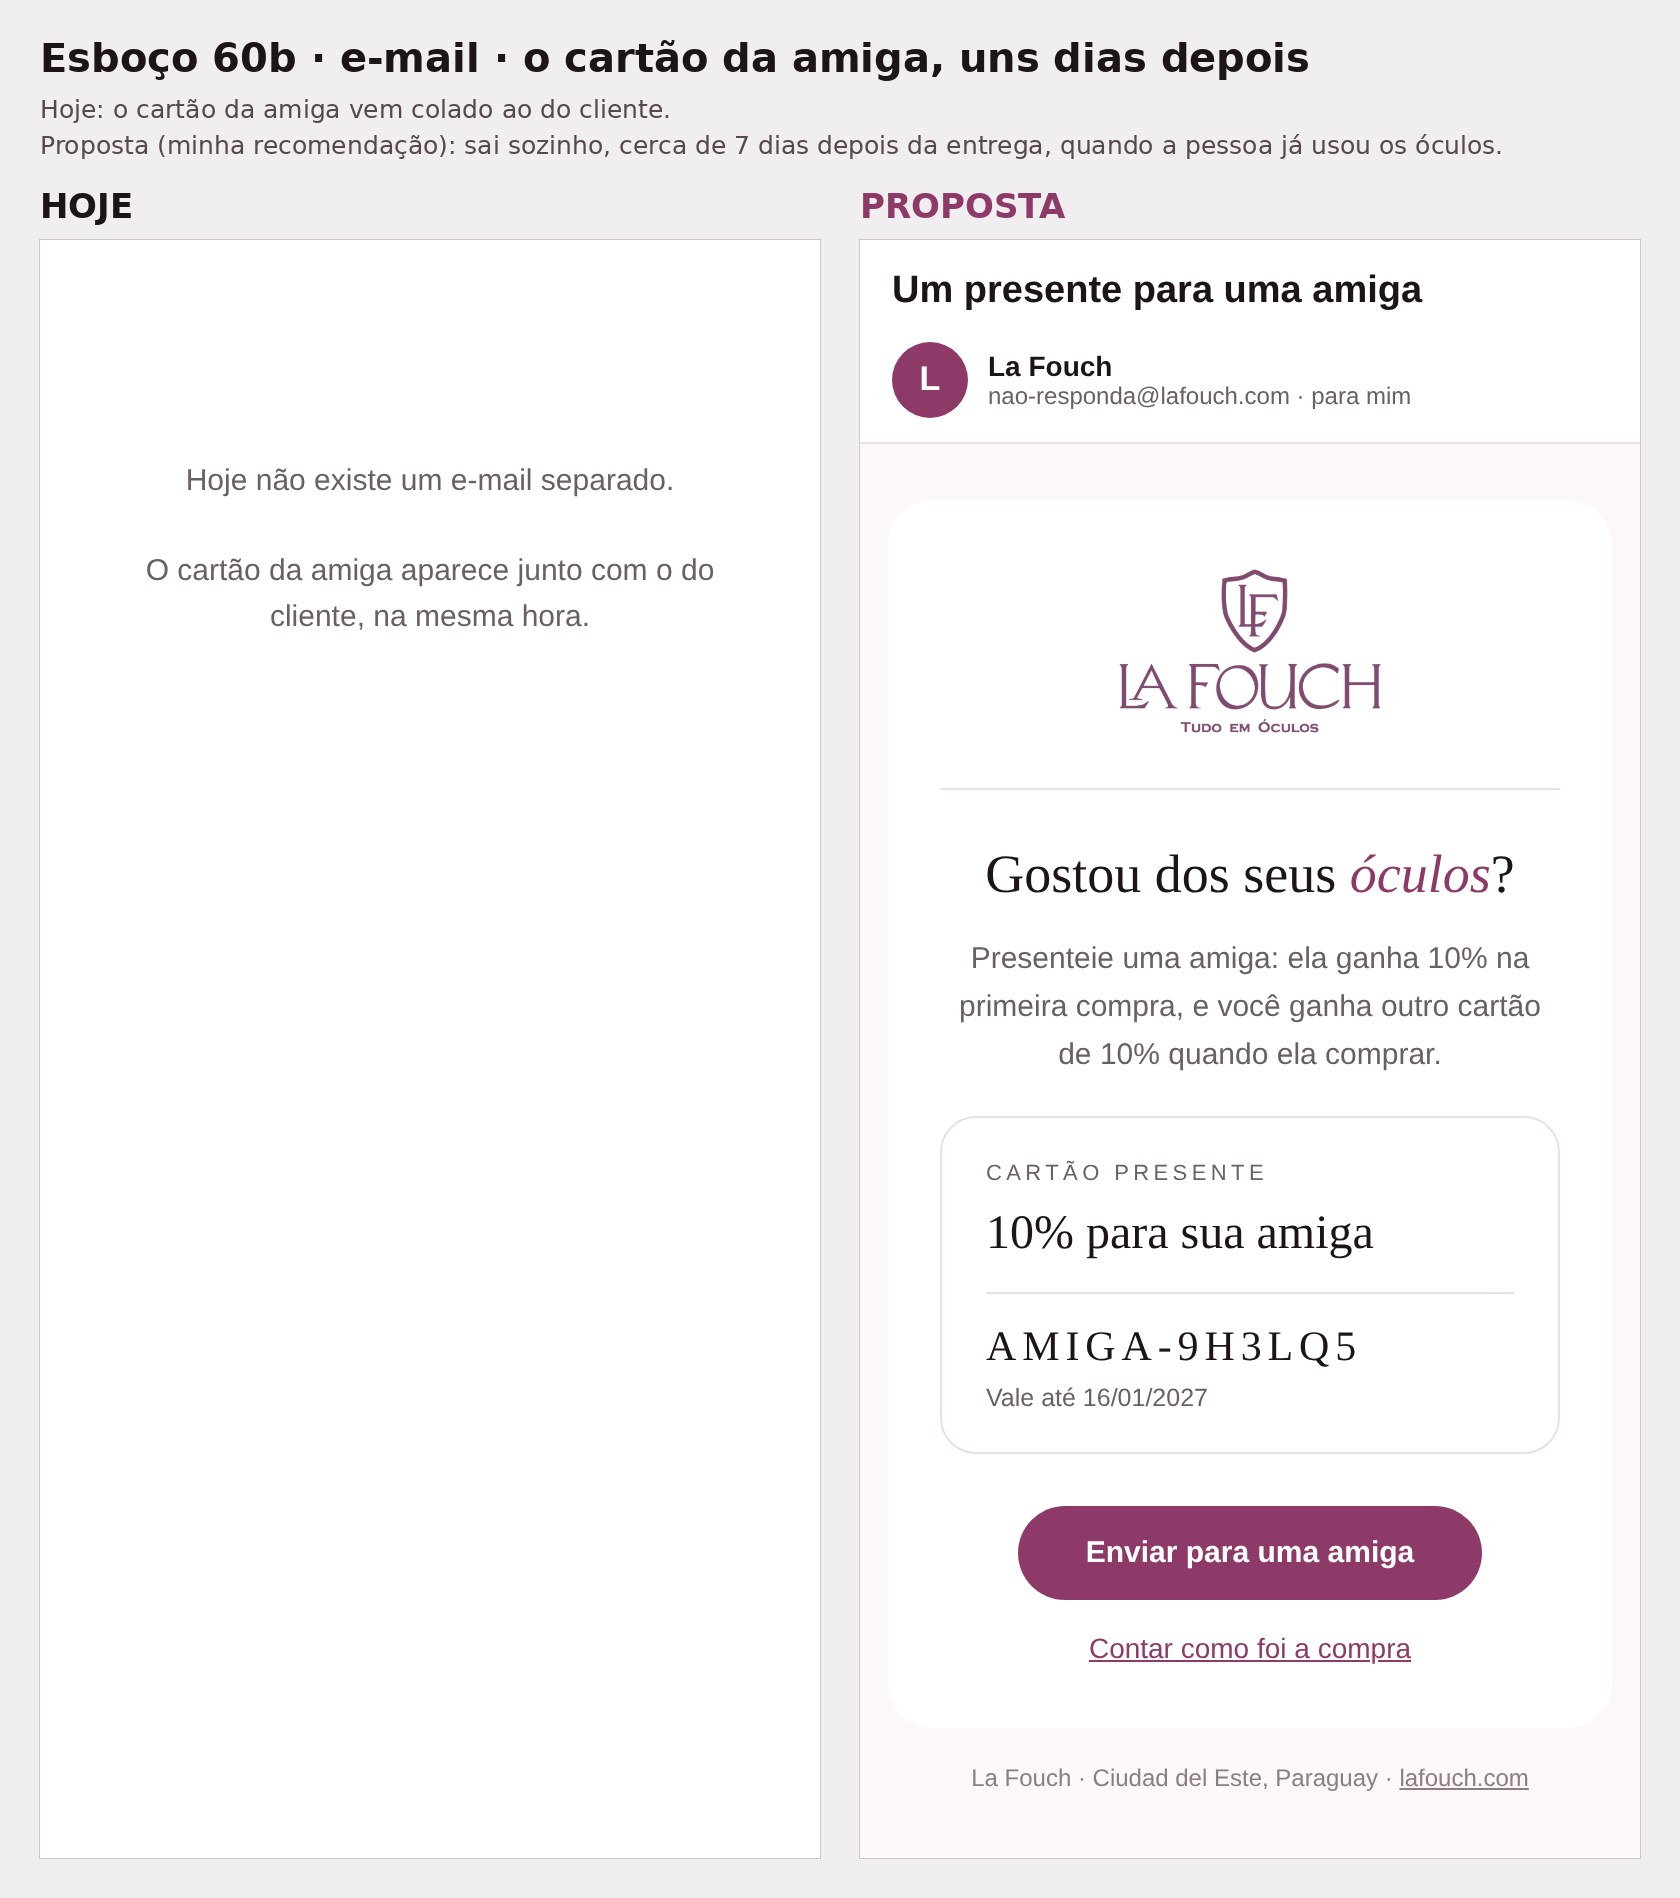 Esboço 60b · e-mail · o cartão da amiga, uns dias depois
Hoje: o cartão da amiga vem colado ao do cliente.
Proposta (minha recomendação): sai sozinho, cerca de 7 dias depois da entrega, quando a pessoa já usou os óculos.
HOJE
Hoje não existe um e-mail separado.
O cartão da amiga aparece junto com o do
cliente, na mesma hora.
PROPOSTA
Um presente para uma amiga
L
La Fouch
nao-responda@lafouch.com · para mim
LF
LA FOUCH
Tudo em Óculos
Gostou dos seus óculos?
Presenteie uma amiga: ela ganha 10% na
primeira compra, e você ganha outro cartão
de 10% quando ela comprar.
CARTÃO PRESENTE
10% para sua amiga
AMIGA-9H3LQ5
Vale até 16/01/2027
Enviar para uma amiga
Contar como foi a compra
La Fouch · Ciudad del Este, Paraguay · lafouch.com